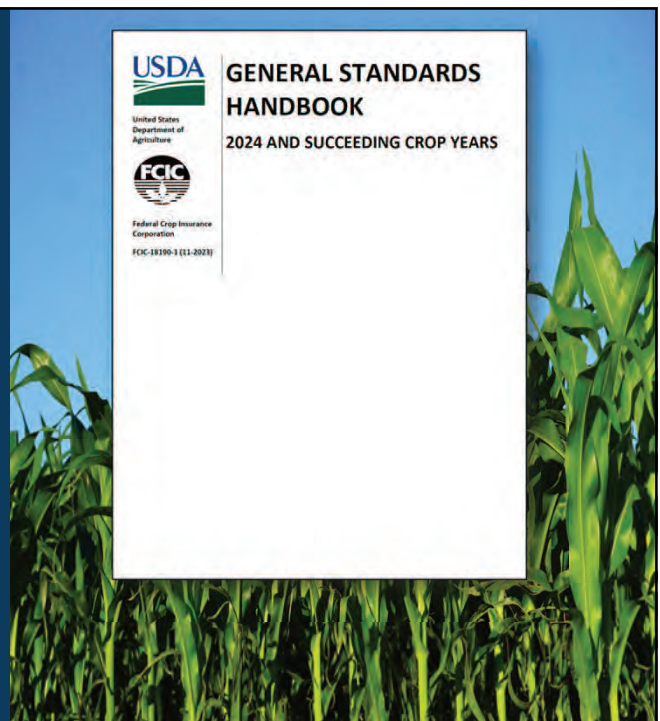 USDA
United States
Department of
Agriculture
FCIC
Federal Crop Insurance
Corporation
FCIC-18190-1 (11-2023)
GENERAL STANDARDS
HANDBOOK
2024 AND SUCCEEDING CROP YEARS